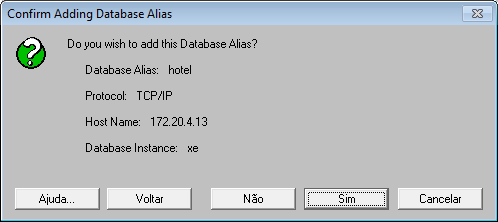 Confirm Adding Database Alias
Do you wish to add this Database Alias?
Database Alias: hotel
Protocol: TCP/IP
Host Name: 172.20.4.13
Database Instance: xe
Ajuda... Voltar Não Sim Cancelar